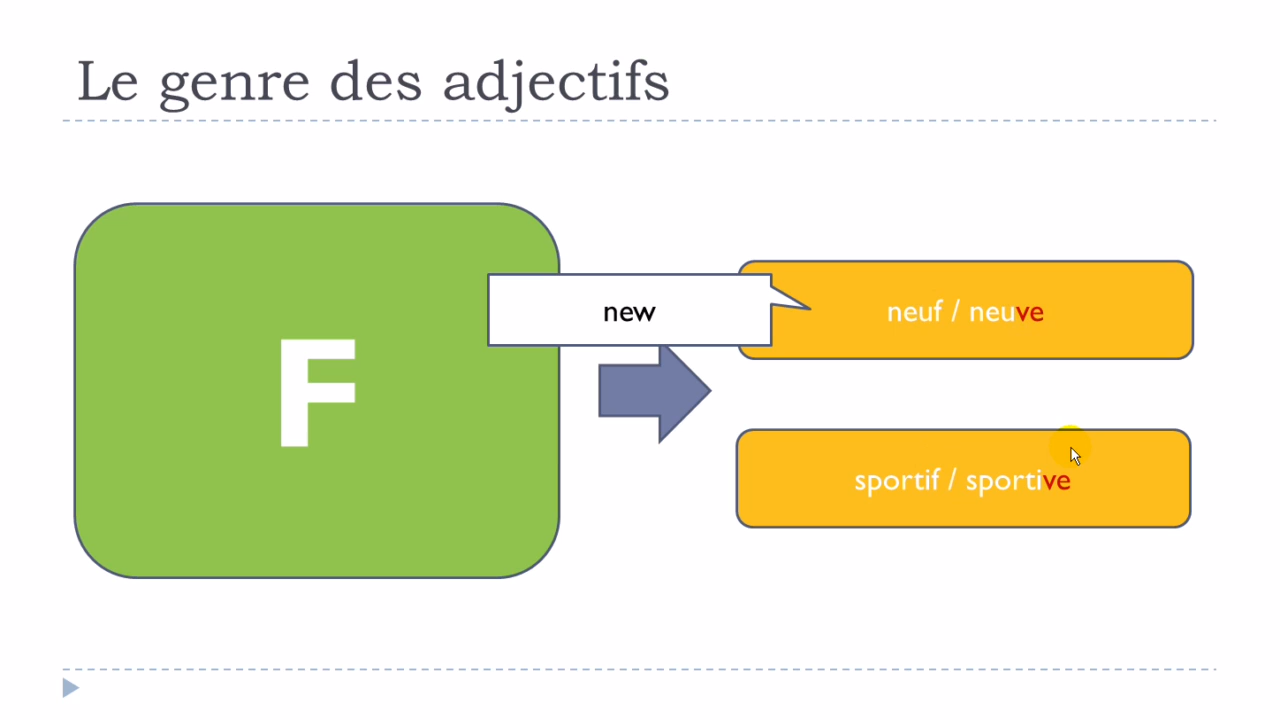 Le genre des adjectifs
F
new
neuf / neuve
sportif / sportive